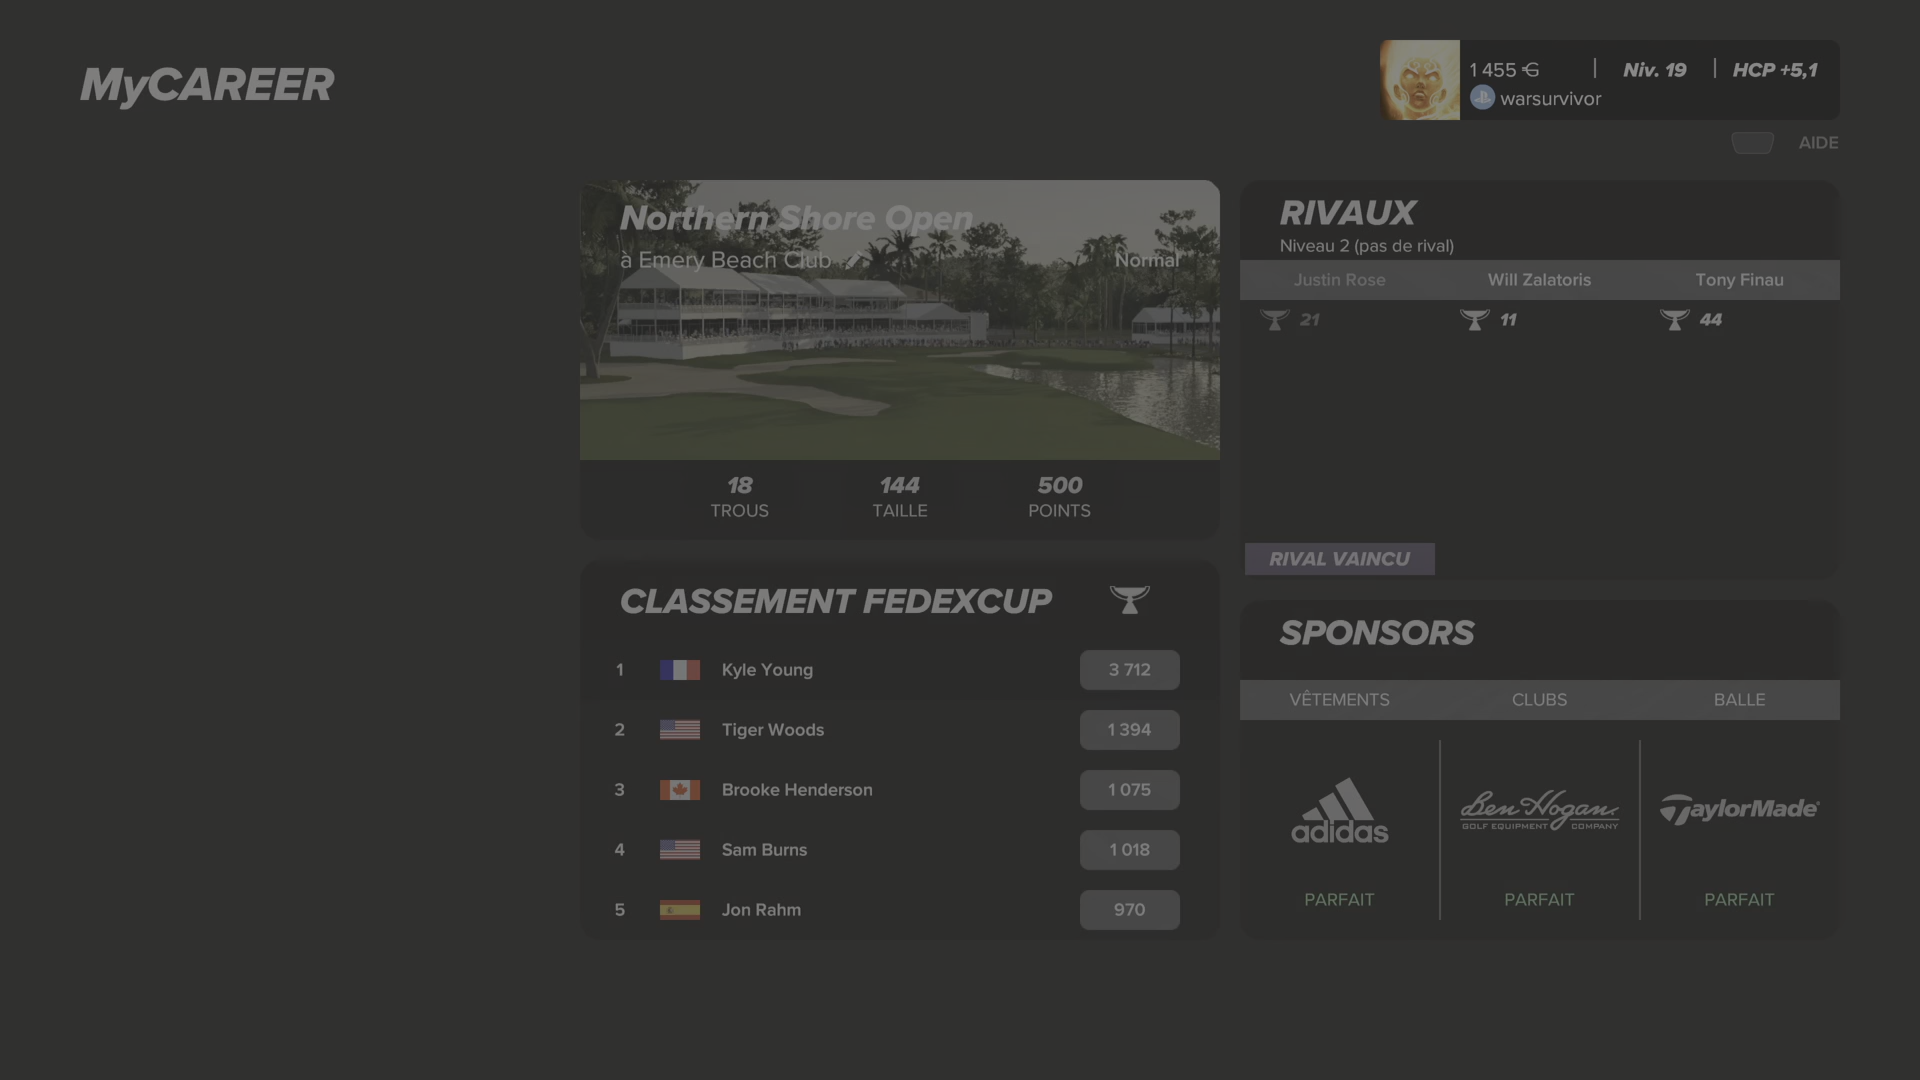 MyCAREER
1 455
Niv. 19
HCP +5,1
warsurvivor
AIDE
Northern Shore Open
à Emery Beach Club
Normal
18
144
500
TROUS
TAILLE
POINTS
RIVAUX
Niveau 2 (pas de rival)
Justin Rose
Will Zalatoris
Tony Finau
21
11
44
RIVAL VAINCU
CLASSEMENT FEDEXCUP
1 Kyle Young 3 712
2 Tiger Woods 1 394
3 Brooke Henderson 1 075
4 Sam Burns 1 018
5 Jon Rahm 970
SPONSORS
VÊTEMENTS
CLUBS
BALLE
adidas
Ben Hogan.
GOLF EQUIPMENT COMPANY
TaylorMade
PARFAIT
PARFAIT
PARFAIT